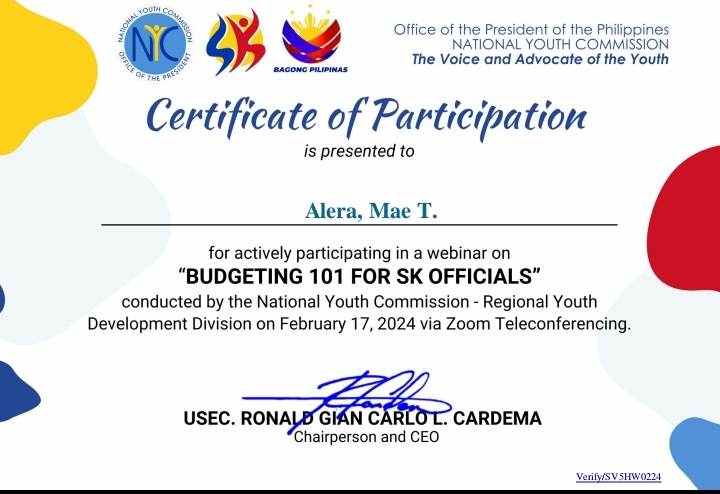 NATIONAL YOUTH COMMISSION
NYC
OFFICE OF THE PRESIDENT
SK
BAGONG PILIPINAS
Office of the President of the Philippines
NATIONAL YOUTH COMMISSION
The Voice and Advocate of the Youth
Certificate of Participation
is presented to
Alera, Mae T.
for actively participating in a webinar on
“BUDGETING 101 FOR SK OFFICIALS”
conducted by the National Youth Commission - Regional Youth
Development Division on February 17, 2024 via Zoom Teleconferencing.
USEC. RONALD GIAN CARLO L. CARDEMA
Chairperson and CEO
Verify/SV5HW0224